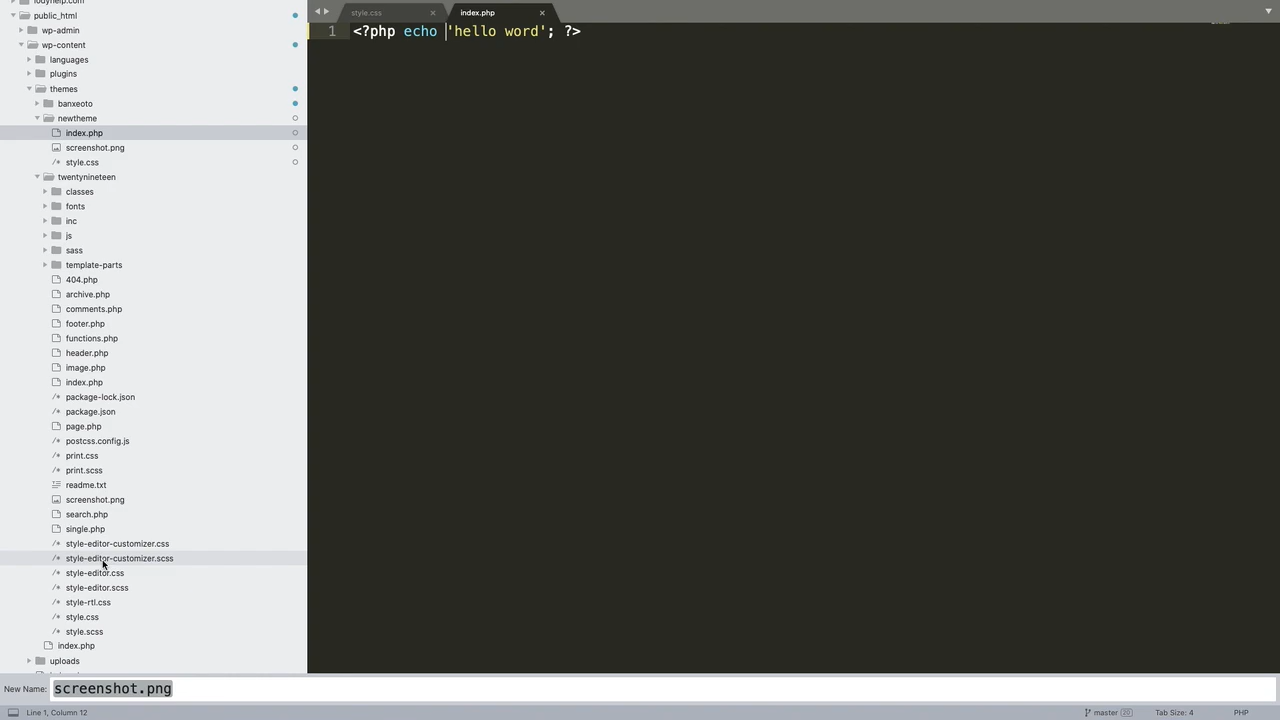 lodyhelp.com
public_html
wp-admin
wp-content
languages
plugins
themes
banxeoto
newtheme
index.php
screenshot.png
/* style.css
twentynineteen
classes
fonts
inc
js
sass
template-parts
404.php
archive.php
comments.php
footer.php
functions.php
header.php
image.php
index.php
/* package-lock.json
/* package.json
page.php
/* postcss.config.js
/* print.css
/* print.scss
readme.txt
screenshot.png
search.php
single.php
/* style-editor-customizer.css
/* style-editor-customizer.scss
/* style-editor.css
/* style-editor.scss
/* style-rtl.css
/* style.css
/* style.scss
index.php
uploads
style.css
index.php
1 <?php echo 'hello word'; ?>
New Name: screenshot.png
Line 1, Column 12
master 20
Tab Size: 4
PHP